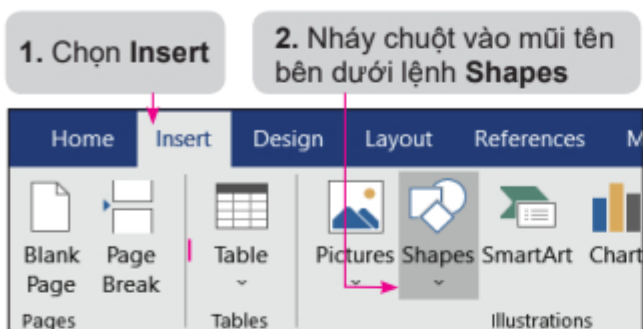 1. Chọn Insert
2. Nháy chuột vào mũi tên
bên dưới lệnh Shapes
Home Insert Design Layout References M
Blank Page Table Pictures Shapes SmartArt Chart
Page Break
Pages Tables Illustrations